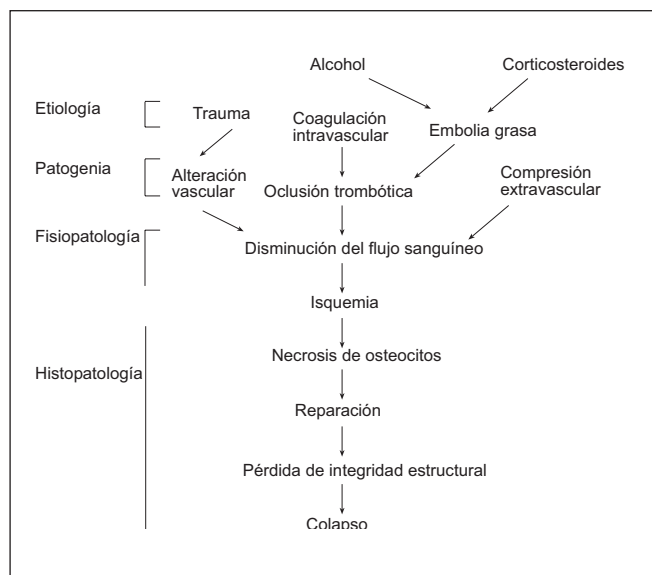 Alcohol
Corticosteroides
Etiología
Trauma
Coagulación
intravascular
Embolia grasa
Patogenia
Alteración
vascular
Oclusión trombótica
Compresión
extravascular
Fisiopatología
Disminución del flujo sanguíneo
Isquemia
Necrosis de osteocitos
Histopatología
Reparación
Pérdida de integridad estructural
Colapso